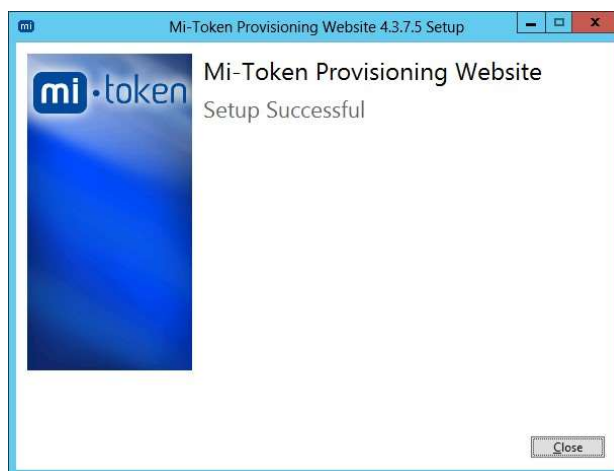 mi
Mi-Token Provisioning Website 4.3.7.5 Setup
x
mi·token
Mi-Token Provisioning Website
Setup Successful
Close